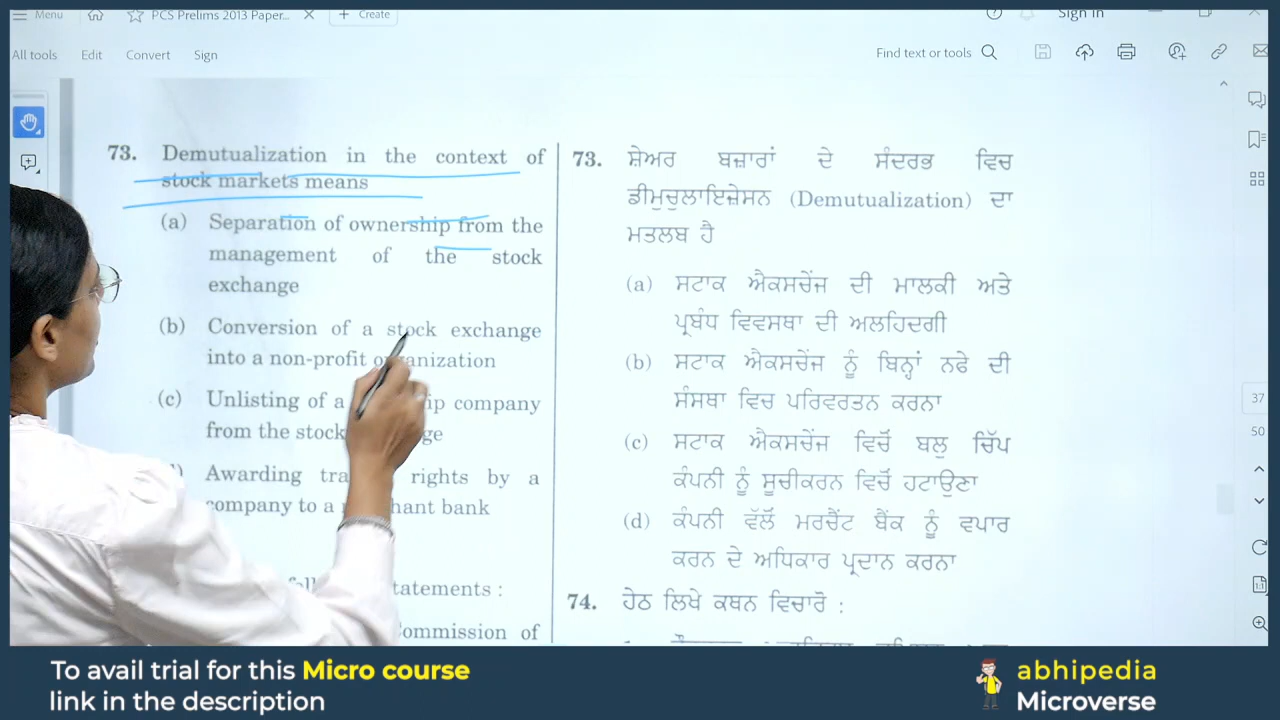 Menu
PCS Prelims 2013 Paper...
Create
Sign In
All tools
Edit
Convert
Sign
Find text or tools
73. Demutualization in the context of
stock markets means
(a) Separation of ownership from the
management of the stock
exchange
(b) Conversion of a stock exchange
into a non-profit
(c) Unlisting of a company
from the stock
Awarding rights by a
company to a bank
73. ਸ਼ੇਅਰ ਬਜ਼ਾਰਾਂ ਦੇ ਸੰਦਰਭ ਵਿਚ
ਡੀਮੁਚੁਲਾਇਜ਼ੇਸਨ (Demutualization) ਦਾ
ਮਤਲਬ ਹੈ
(a) ਸਟਾਕ ਐਕਸਚੇਂਜ ਦੀ ਮਾਲਕੀ ਅਤੇ
ਪ੍ਰਬੰਧ ਵਿਵਸਥਾ ਦੀ ਅਲਹਿਦਗੀ
(b) ਸਟਾਕ ਐਕਸਚੇਂਜ ਨੂੰ ਬਿਨ੍ਹਾਂ ਨਫੇ ਦੀ
ਸੰਸਥਾ ਵਿਚ ਪਰਿਵਰਤਨ ਕਰਨਾ
(c) ਸਟਾਕ ਐਕਸਚੇਂਜ ਵਿਚੋਂ ਬਲੁ ਚਿੱਪ
ਕੰਪਨੀ ਨੂੰ ਸੂਚੀਕਰਨ ਵਿਚੋਂ ਹਟਾਉਣਾ
(d) ਕੰਪਨੀ ਵੱਲੋਂ ਮਰਚੈਂਟ ਬੈਂਕ ਨੂੰ ਵਪਾਰ
ਕਰਨ ਦੇ ਅਧਿਕਾਰ ਪ੍ਰਦਾਨ ਕਰਨਾ
74. ਹੇਠ ਲਿਖੇ ਕਥਨ ਵਿਚਾਰੋ :
37
50
To avail trial for this Micro course
link in the description
abhipedia
Microverse